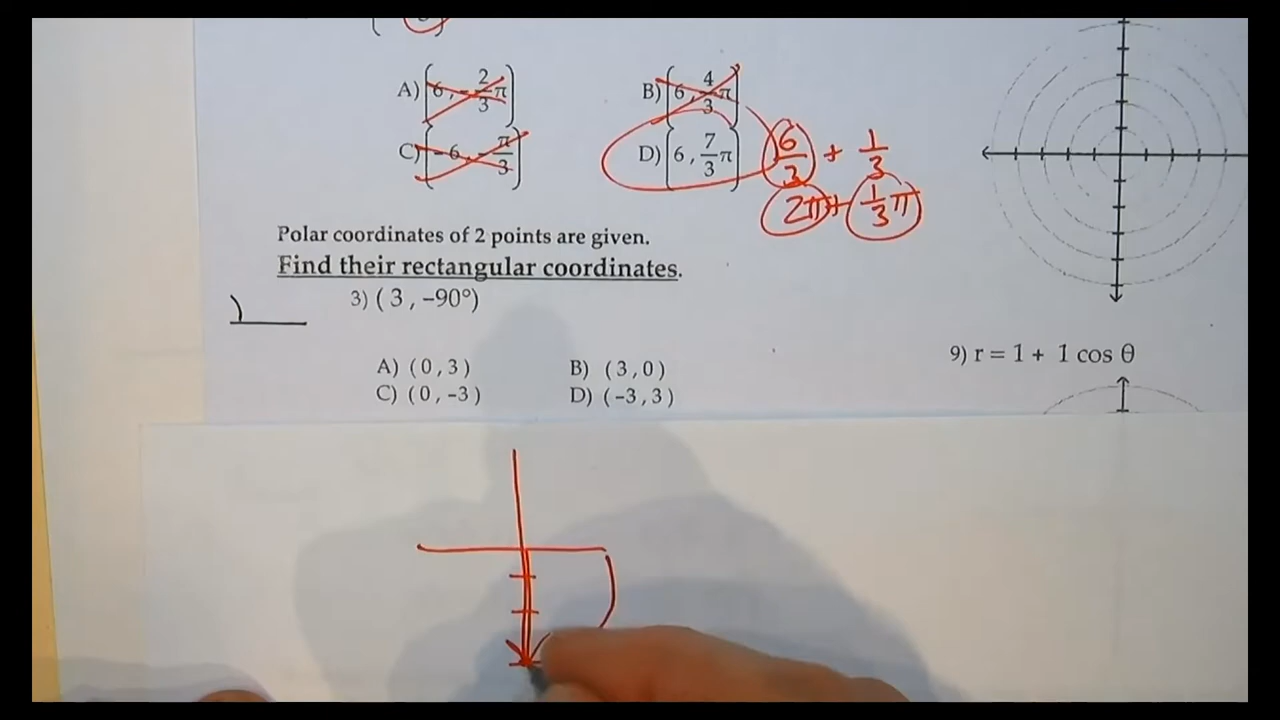 A) [6, -2/3 π]
B) [6, 4/3 π]
C) [-6, π/3]
D) [6, 7/3 π]
6/3 + 1/3
2π + 1/3 π
Polar coordinates of 2 points are given.
Find their rectangular coordinates.
3) ( 3 , –90°)
A) ( 0 , 3 )
B) ( 3 , 0 )
C) ( 0 , –3 )
D) ( –3 , 3 )
9) r = 1 + 1 cos θ